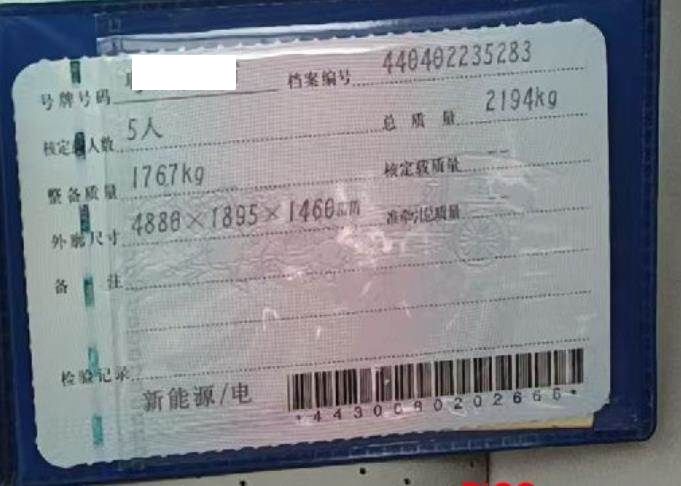 号牌号码 档案编号 440402235283
核定载人数 5人 总质量 2194kg
整备质量 1767kg 核定载质量 --
外廓尺寸 4880×1895×1460mm 准牵引总质量 --
备注
检验记录
新能源/电